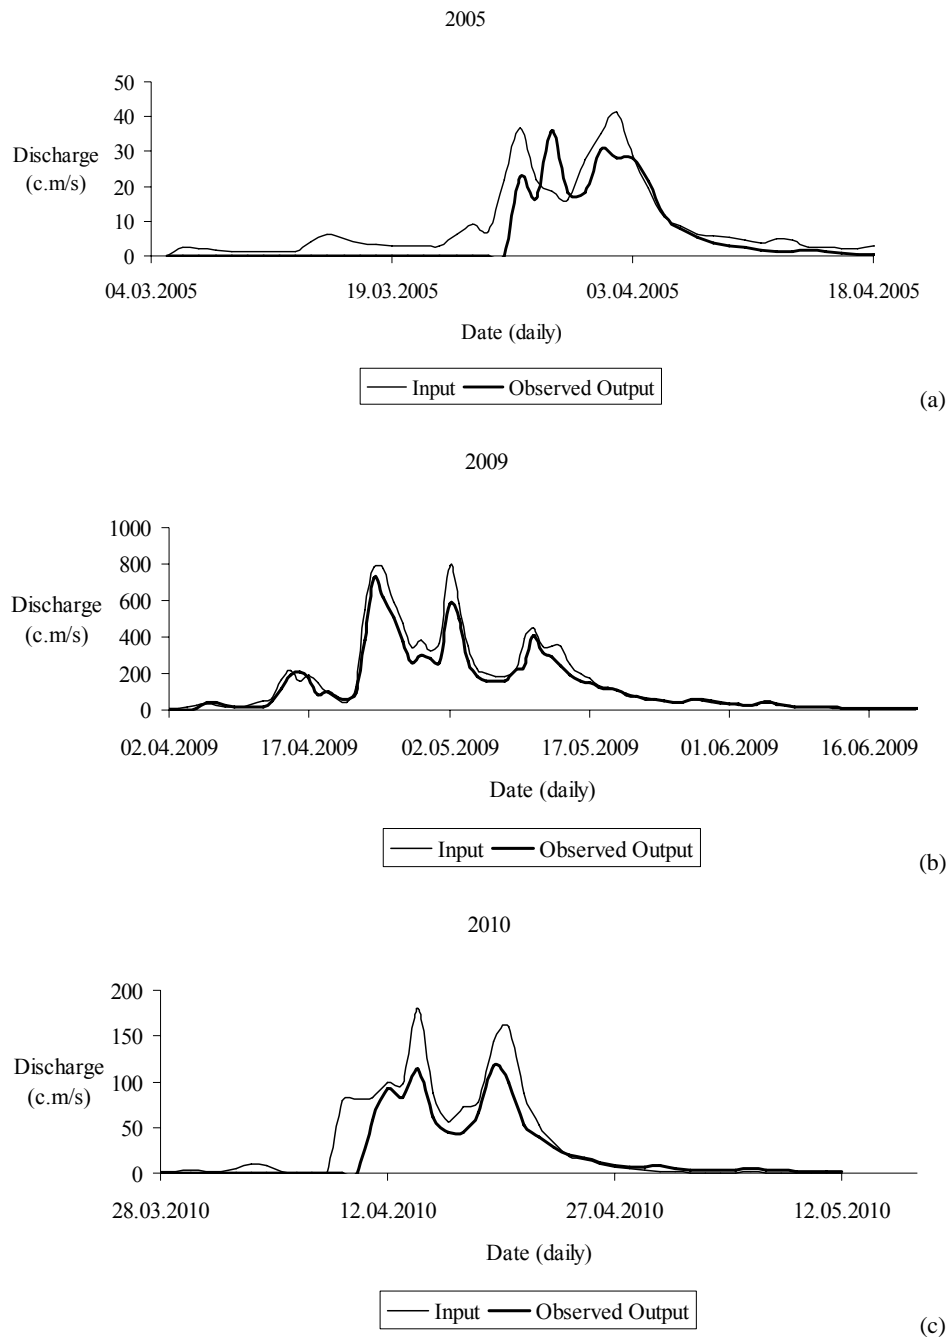 2005
50
40
30
20
10
0
Discharge
(c.m/s)
04.03.2005 19.03.2005 03.04.2005 18.04.2005
Date (daily)
Input Observed Output
(a)
2009
1000
800
600
400
200
0
Discharge
(c.m/s)
02.04.2009 17.04.2009 02.05.2009 17.05.2009 01.06.2009 16.06.2009
Date (daily)
Input Observed Output
(b)
2010
200
150
100
50
0
Discharge
(c.m/s)
28.03.2010 12.04.2010 27.04.2010 12.05.2010
Date (daily)
Input Observed Output
(c)